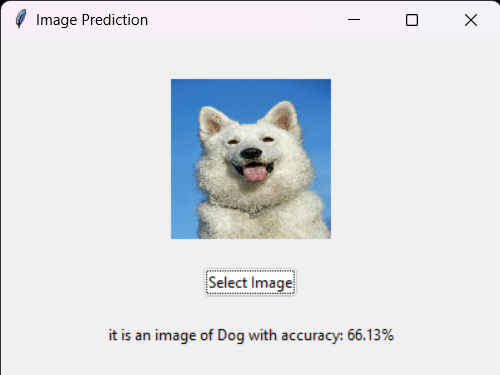 Image Prediction
Select Image
it is an image of Dog with accuracy: 66.13%